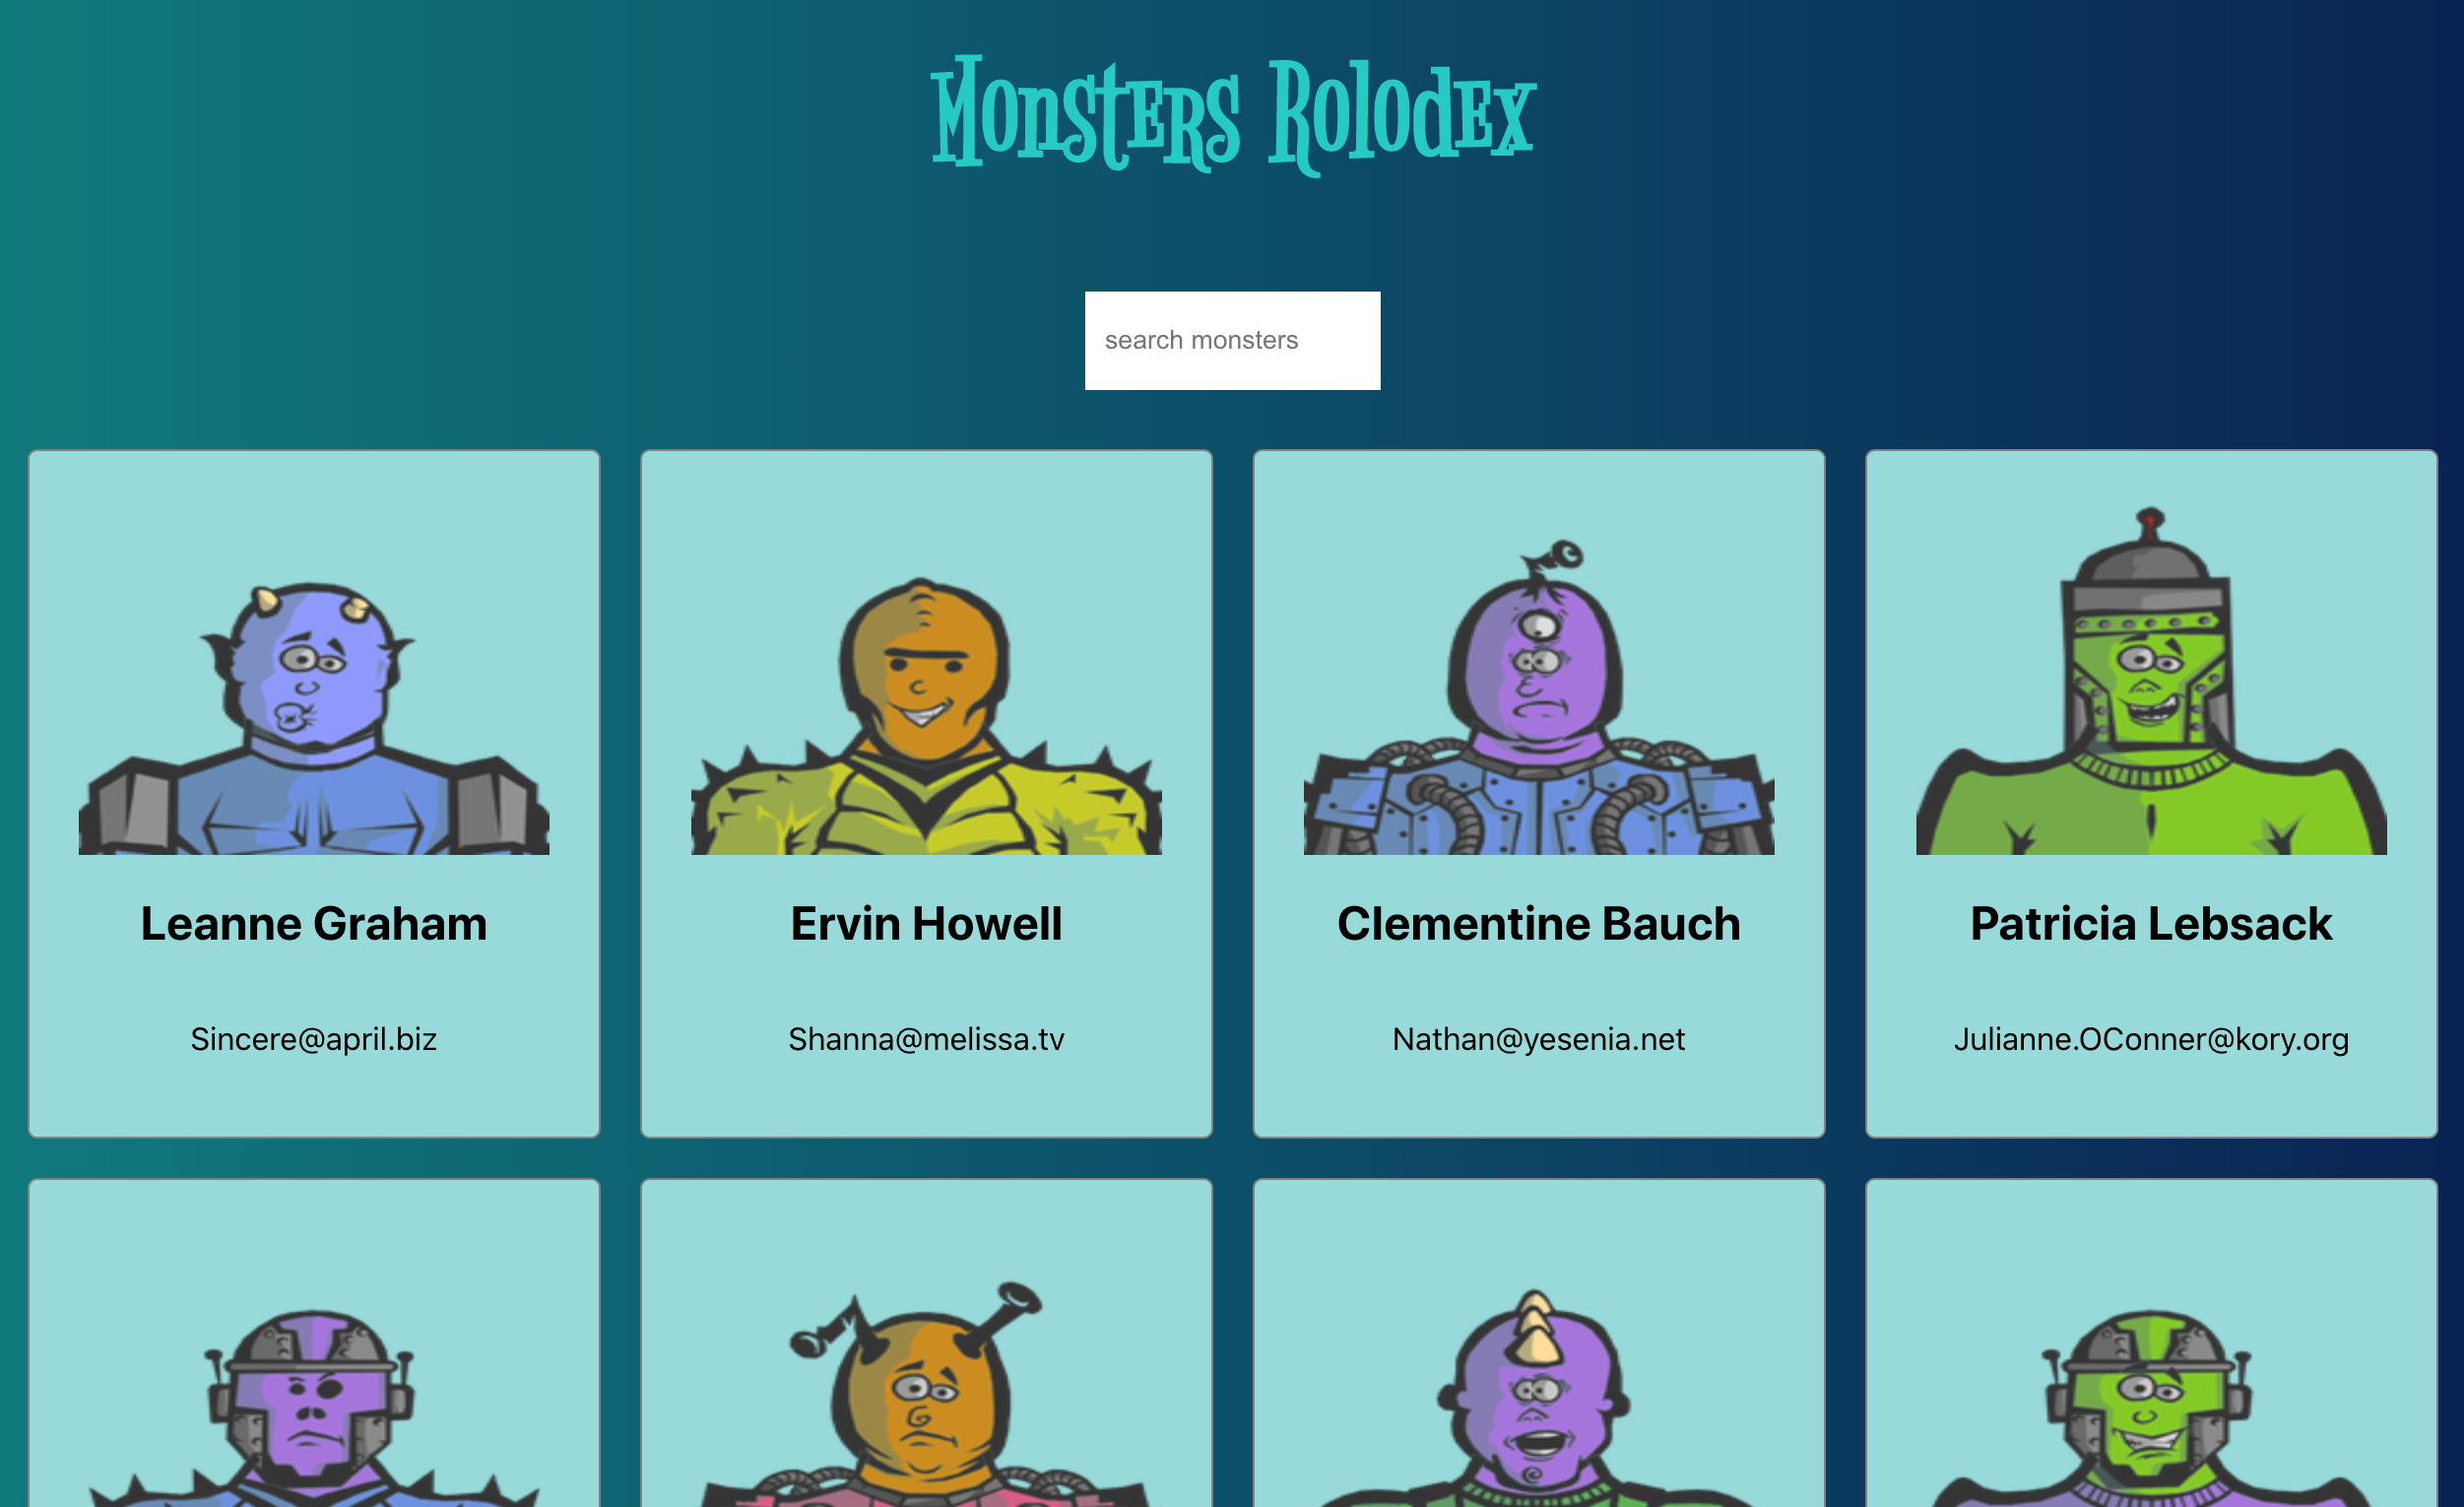 Monsters Rolodex
search monsters
Leanne Graham
Ervin Howell
Clementine Bauch
Patricia Lebsack
Sincere@april.biz
Shanna@melissa.tv
Nathan@yesenia.net
Julianne.OConner@kory.org